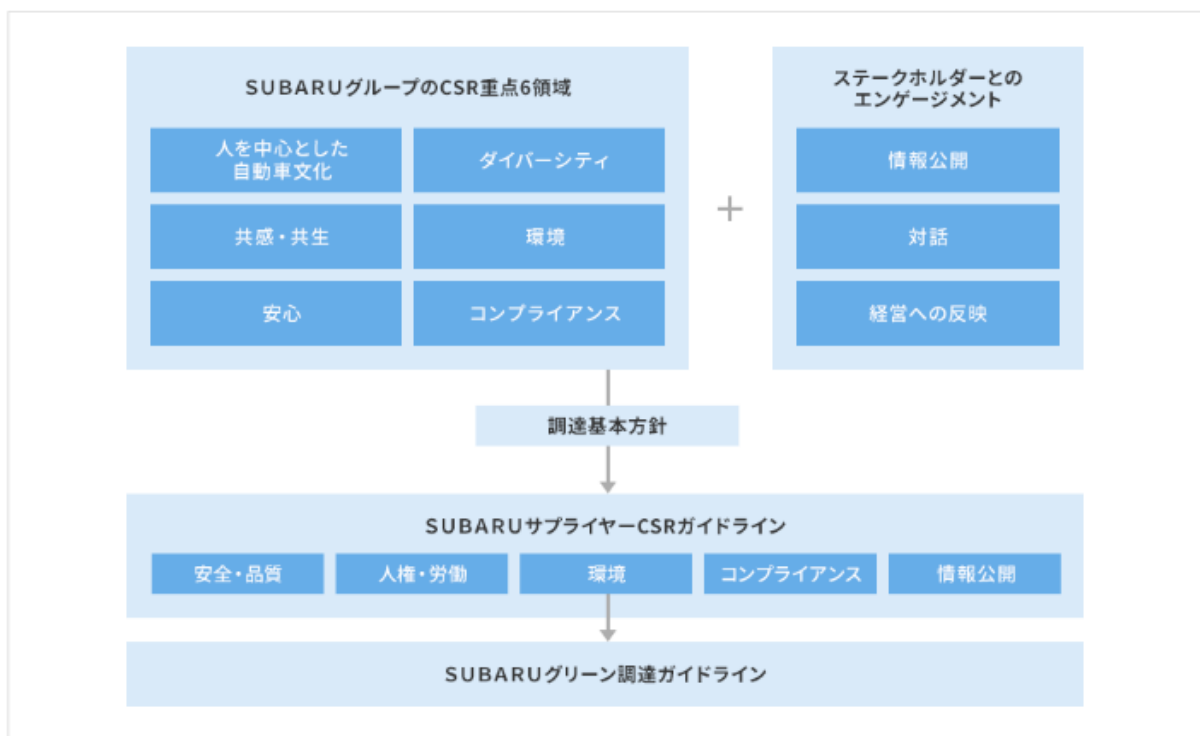 SUBARUグループのCSR重点6領域
人を中心とした
自動車文化
ダイバーシティ
共感・共生
環境
安心
コンプライアンス
+
ステークホルダーとの
エンゲージメント
情報公開
対話
経営への反映
調達基本方針
SUBARUサプライヤーCSRガイドライン
安全・品質
人権・労働
環境
コンプライアンス
情報公開
SUBARUグリーン調達ガイドライン